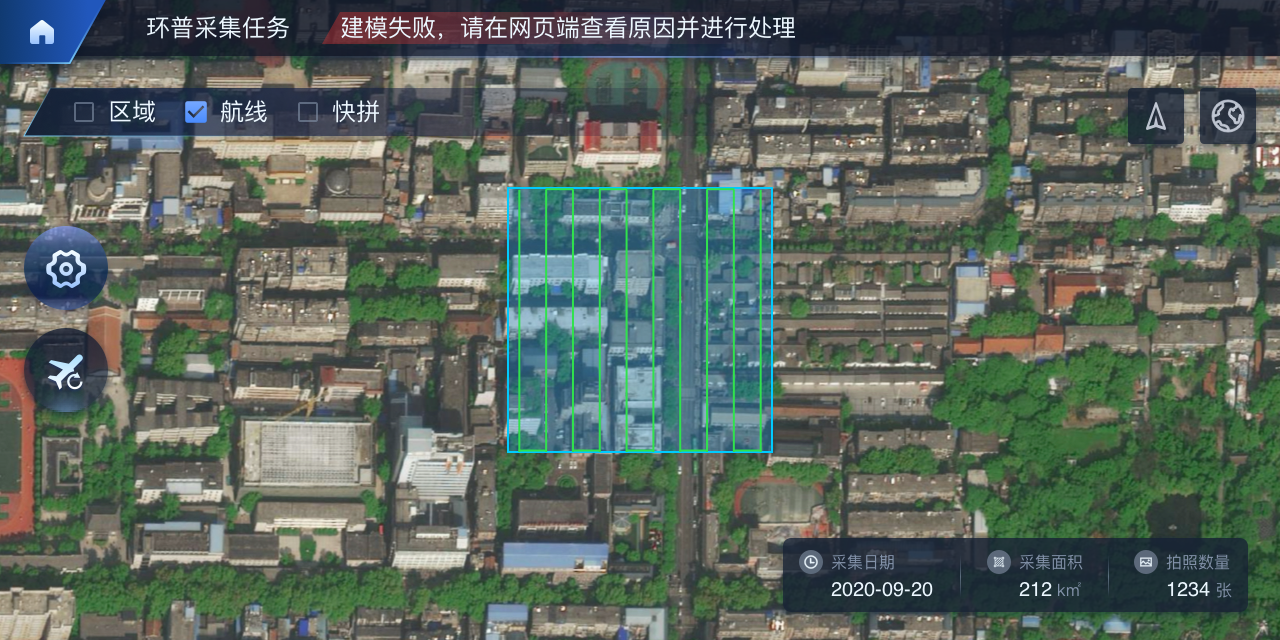 环普采集任务
建模失败，请在网页端查看原因并进行处理
区域
航线
快拼
采集日期
2020-09-20
采集面积
212 km²
拍照数量
1234 张